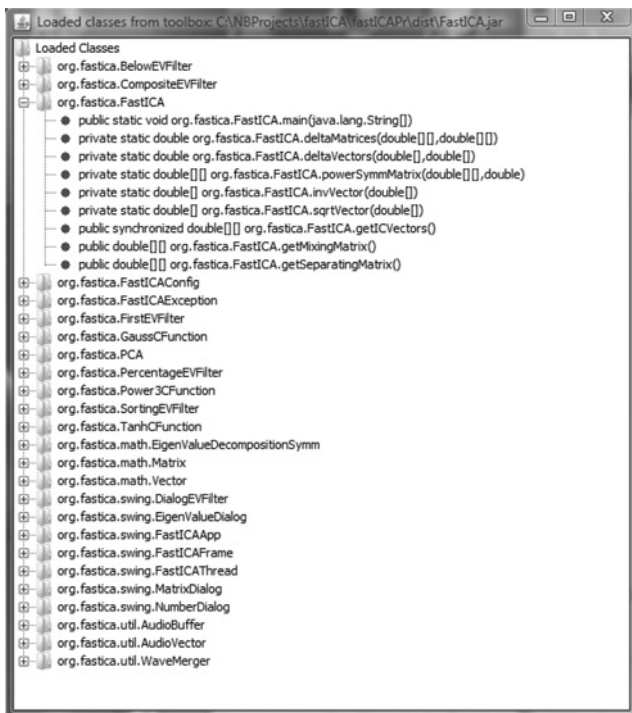 Loaded classes from toolbox: C:\NBProjects\fastICA\fastICAPr\dist\FastICA.jar
Loaded Classes
org.fastica.BelowEVFilter
org.fastica.CompositeEVFilter
org.fastica.FastICA
public static void org.fastica.FastICA.main(java.lang.String[])
private static double org.fastica.FastICA.deltaMatrices(double[][],double[][])
private static double org.fastica.FastICA.deltaVectors(double[],double[])
private static double[][] org.fastica.FastICA.powerSymmMatrix(double[][],double)
private static double[] org.fastica.FastICA.invVector(double[])
private static double[] org.fastica.FastICA.sqrtVector(double[])
public synchronized double[][] org.fastica.FastICA.getICVectors()
public double[][] org.fastica.FastICA.getMixingMatrix()
public double[][] org.fastica.FastICA.getSeparatingMatrix()
org.fastica.FastICAConfig
org.fastica.FastICAException
org.fastica.FirstEVFilter
org.fastica.GaussCFunction
org.fastica.PCA
org.fastica.PercentageEVFilter
org.fastica.Power3CFunction
org.fastica.SortingEVFilter
org.fastica.TanhCFunction
org.fastica.math.EigenValueDecompositionSymm
org.fastica.math.Matrix
org.fastica.math.Vector
org.fastica.swing.DialogEVFilter
org.fastica.swing.EigenValueDialog
org.fastica.swing.FastICAApp
org.fastica.swing.FastICAFrame
org.fastica.swing.FastICAThread
org.fastica.swing.MatrixDialog
org.fastica.swing.NumberDialog
org.fastica.util.AudioBuffer
org.fastica.util.AudioVector
org.fastica.util.WaveMerger